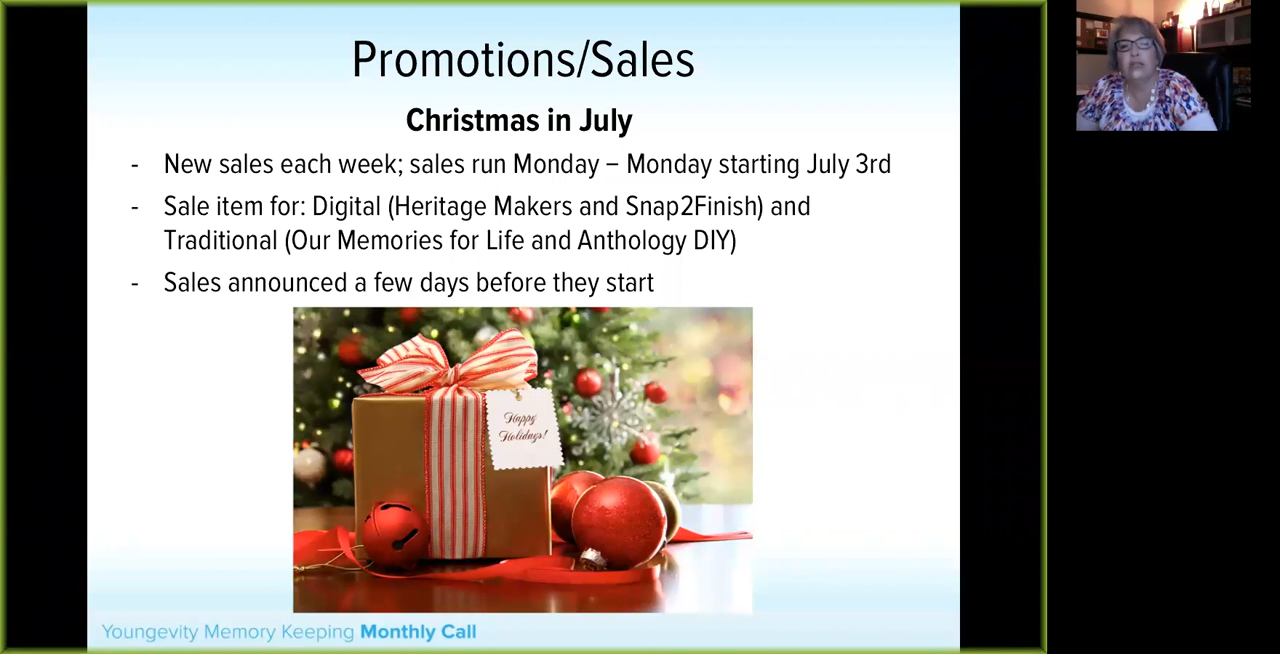 Promotions/Sales
Christmas in July
- New sales each week; sales run Monday – Monday starting July 3rd
- Sale item for: Digital (Heritage Makers and Snap2Finish) and
Traditional (Our Memories for Life and Anthology DIY)
- Sales announced a few days before they start
Happy
Holidays!
Youngevity Memory Keeping Monthly Call